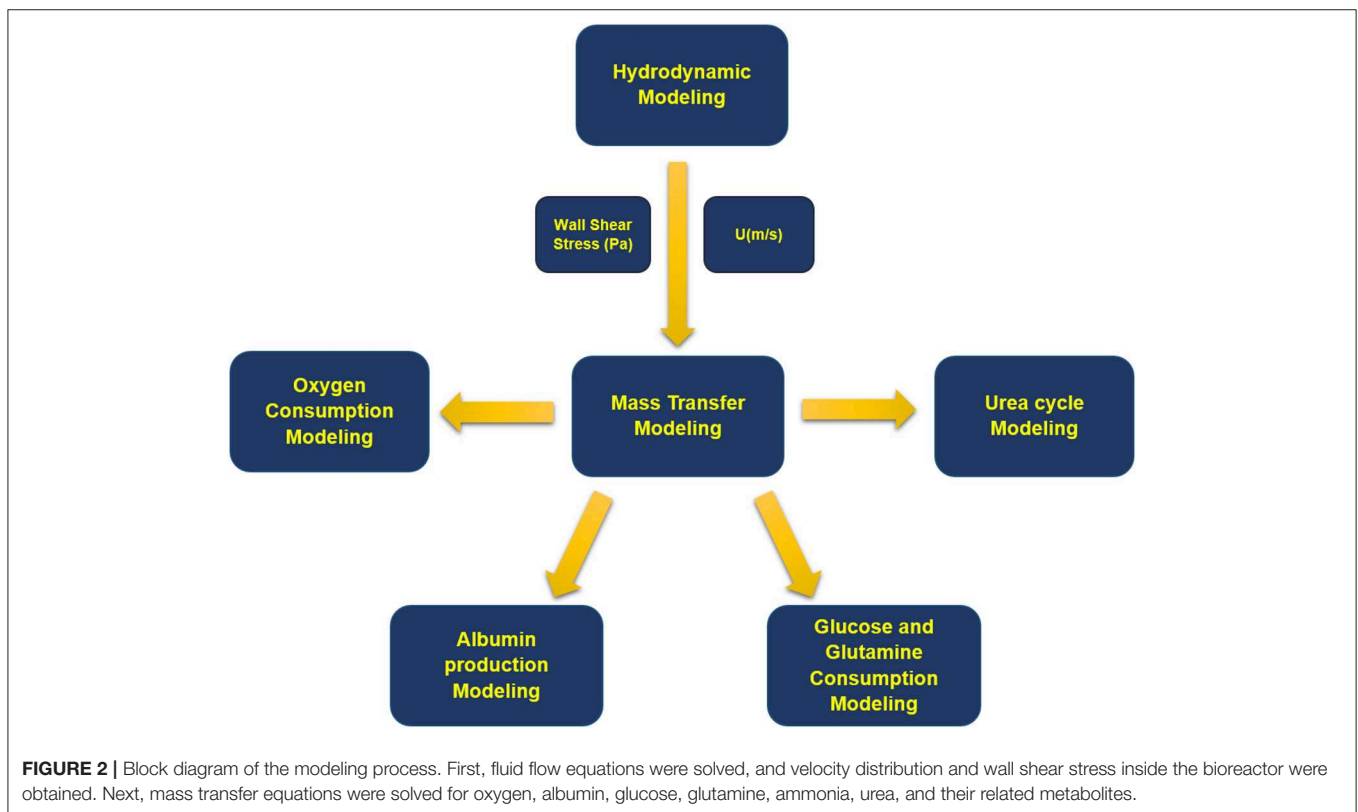 Hydrodynamic
Modeling
Wall Shear
Stress (Pa)
U(m/s)
Oxygen
Consumption
Modeling
Mass Transfer
Modeling
Urea cycle
Modeling
Albumin
production
Modeling
Glucose and
Glutamine
Consumption
Modeling
FIGURE 2 | Block diagram of the modeling process. First, fluid flow equations were solved, and velocity distribution and wall shear stress inside the bioreactor were
obtained. Next, mass transfer equations were solved for oxygen, albumin, glucose, glutamine, ammonia, urea, and their related metabolites.